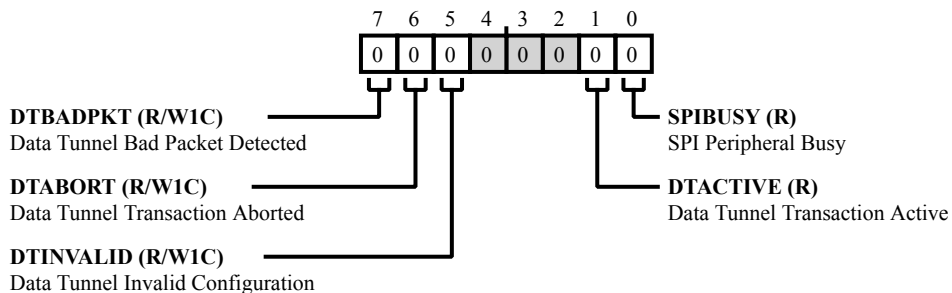 7 6 5 4 3 2 1 0
0 0 0 0 0 0 0 0
DTBADPKT (R/W1C)
Data Tunnel Bad Packet Detected
SPIBUSY (R)
SPI Peripheral Busy
DTABORT (R/W1C)
Data Tunnel Transaction Aborted
DTACTIVE (R)
Data Tunnel Transaction Active
DTINVALID (R/W1C)
Data Tunnel Invalid Configuration